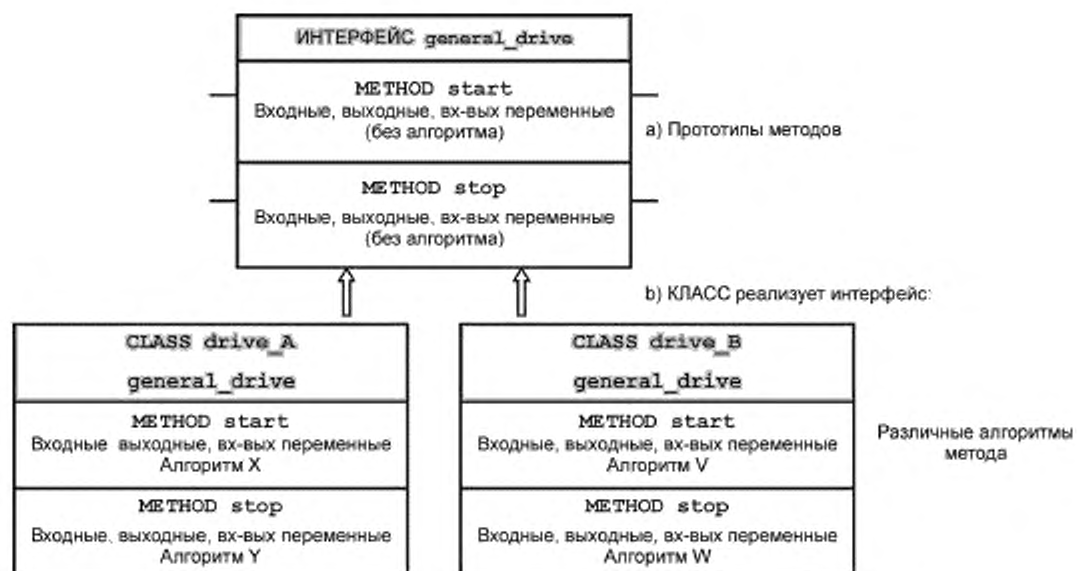 ИНТЕРФЕЙС general_drive
METHOD start
Входные, выходные, вх-вых переменные
(без алгоритма)
a) Прототипы методов
METHOD stop
Входные, выходные, вх-вых переменные
(без алгоритма)
b) КЛАСС реализует интерфейс:
CLASS drive_A
general_drive
METHOD start
Входные выходные, вх-вых переменные
Алгоритм X
METHOD stop
Входные, выходные, вх-вых переменные
Алгоритм Y
CLASS drive_B
general_drive
METHOD start
Входные, выходные, вх-вых переменные
Алгоритм V
METHOD stop
Входные, выходные, вх-вых переменные
Алгоритм W
Различные алгоритмы
метода